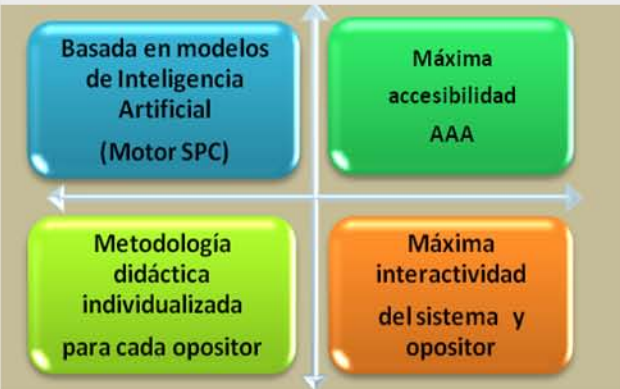 Basada en modelos
de Inteligencia
Artificial
(Motor SPC)
Máxima
accesibilidad
AAA
Metodología
didáctica
individualizada
para cada opositor
Máxima
interactividad
del sistema y
opositor